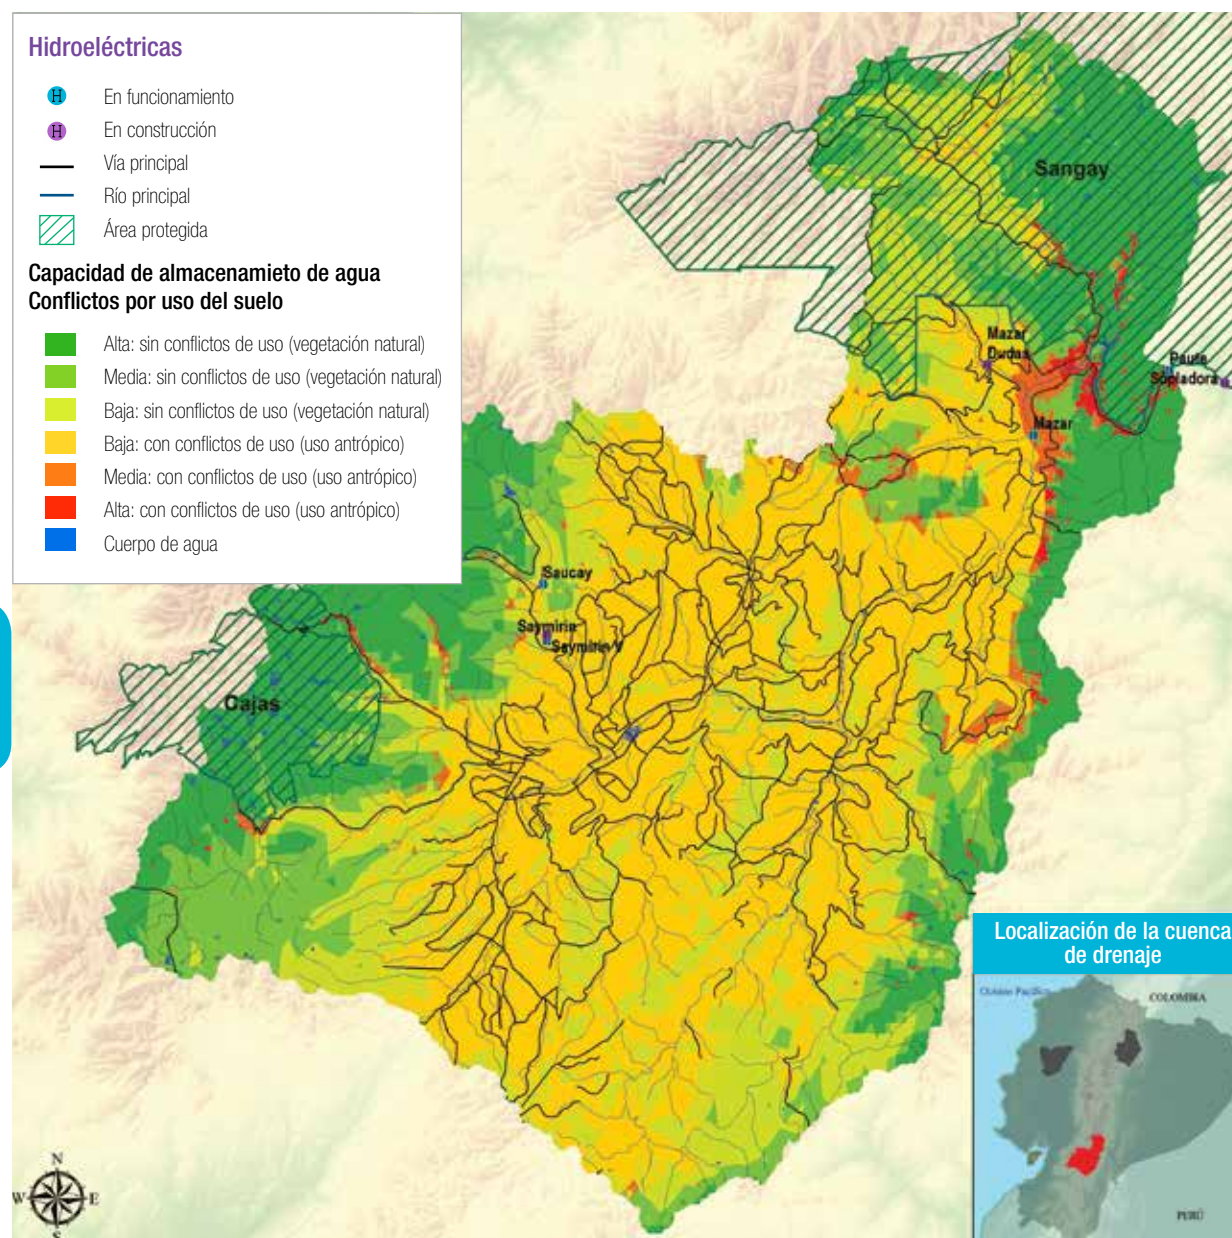 Hidroeléctricas
H
En funcionamiento
H
En construcción
Vía principal
Río principal
Área protegida
Capacidad de almacenamieto de agua
Conflictos por uso del suelo
Alta: sin conflictos de uso (vegetación natural)
Media: sin conflictos de uso (vegetación natural)
Baja: sin conflictos de uso (vegetación natural)
Baja: con conflictos de uso (uso antrópico)
Media: con conflictos de uso (uso antrópico)
Alta: con conflictos de uso (uso antrópico)
Cuerpo de agua
Sangay
Mazar
Dudas
Paute
Sopladora
Mazar
Saucay
Saymirin
Saymirin V
Cajas
Localización de la cuenca
de drenaje
Océano Pacífico
COLOMBIA
PERÚ
N
W
E
S